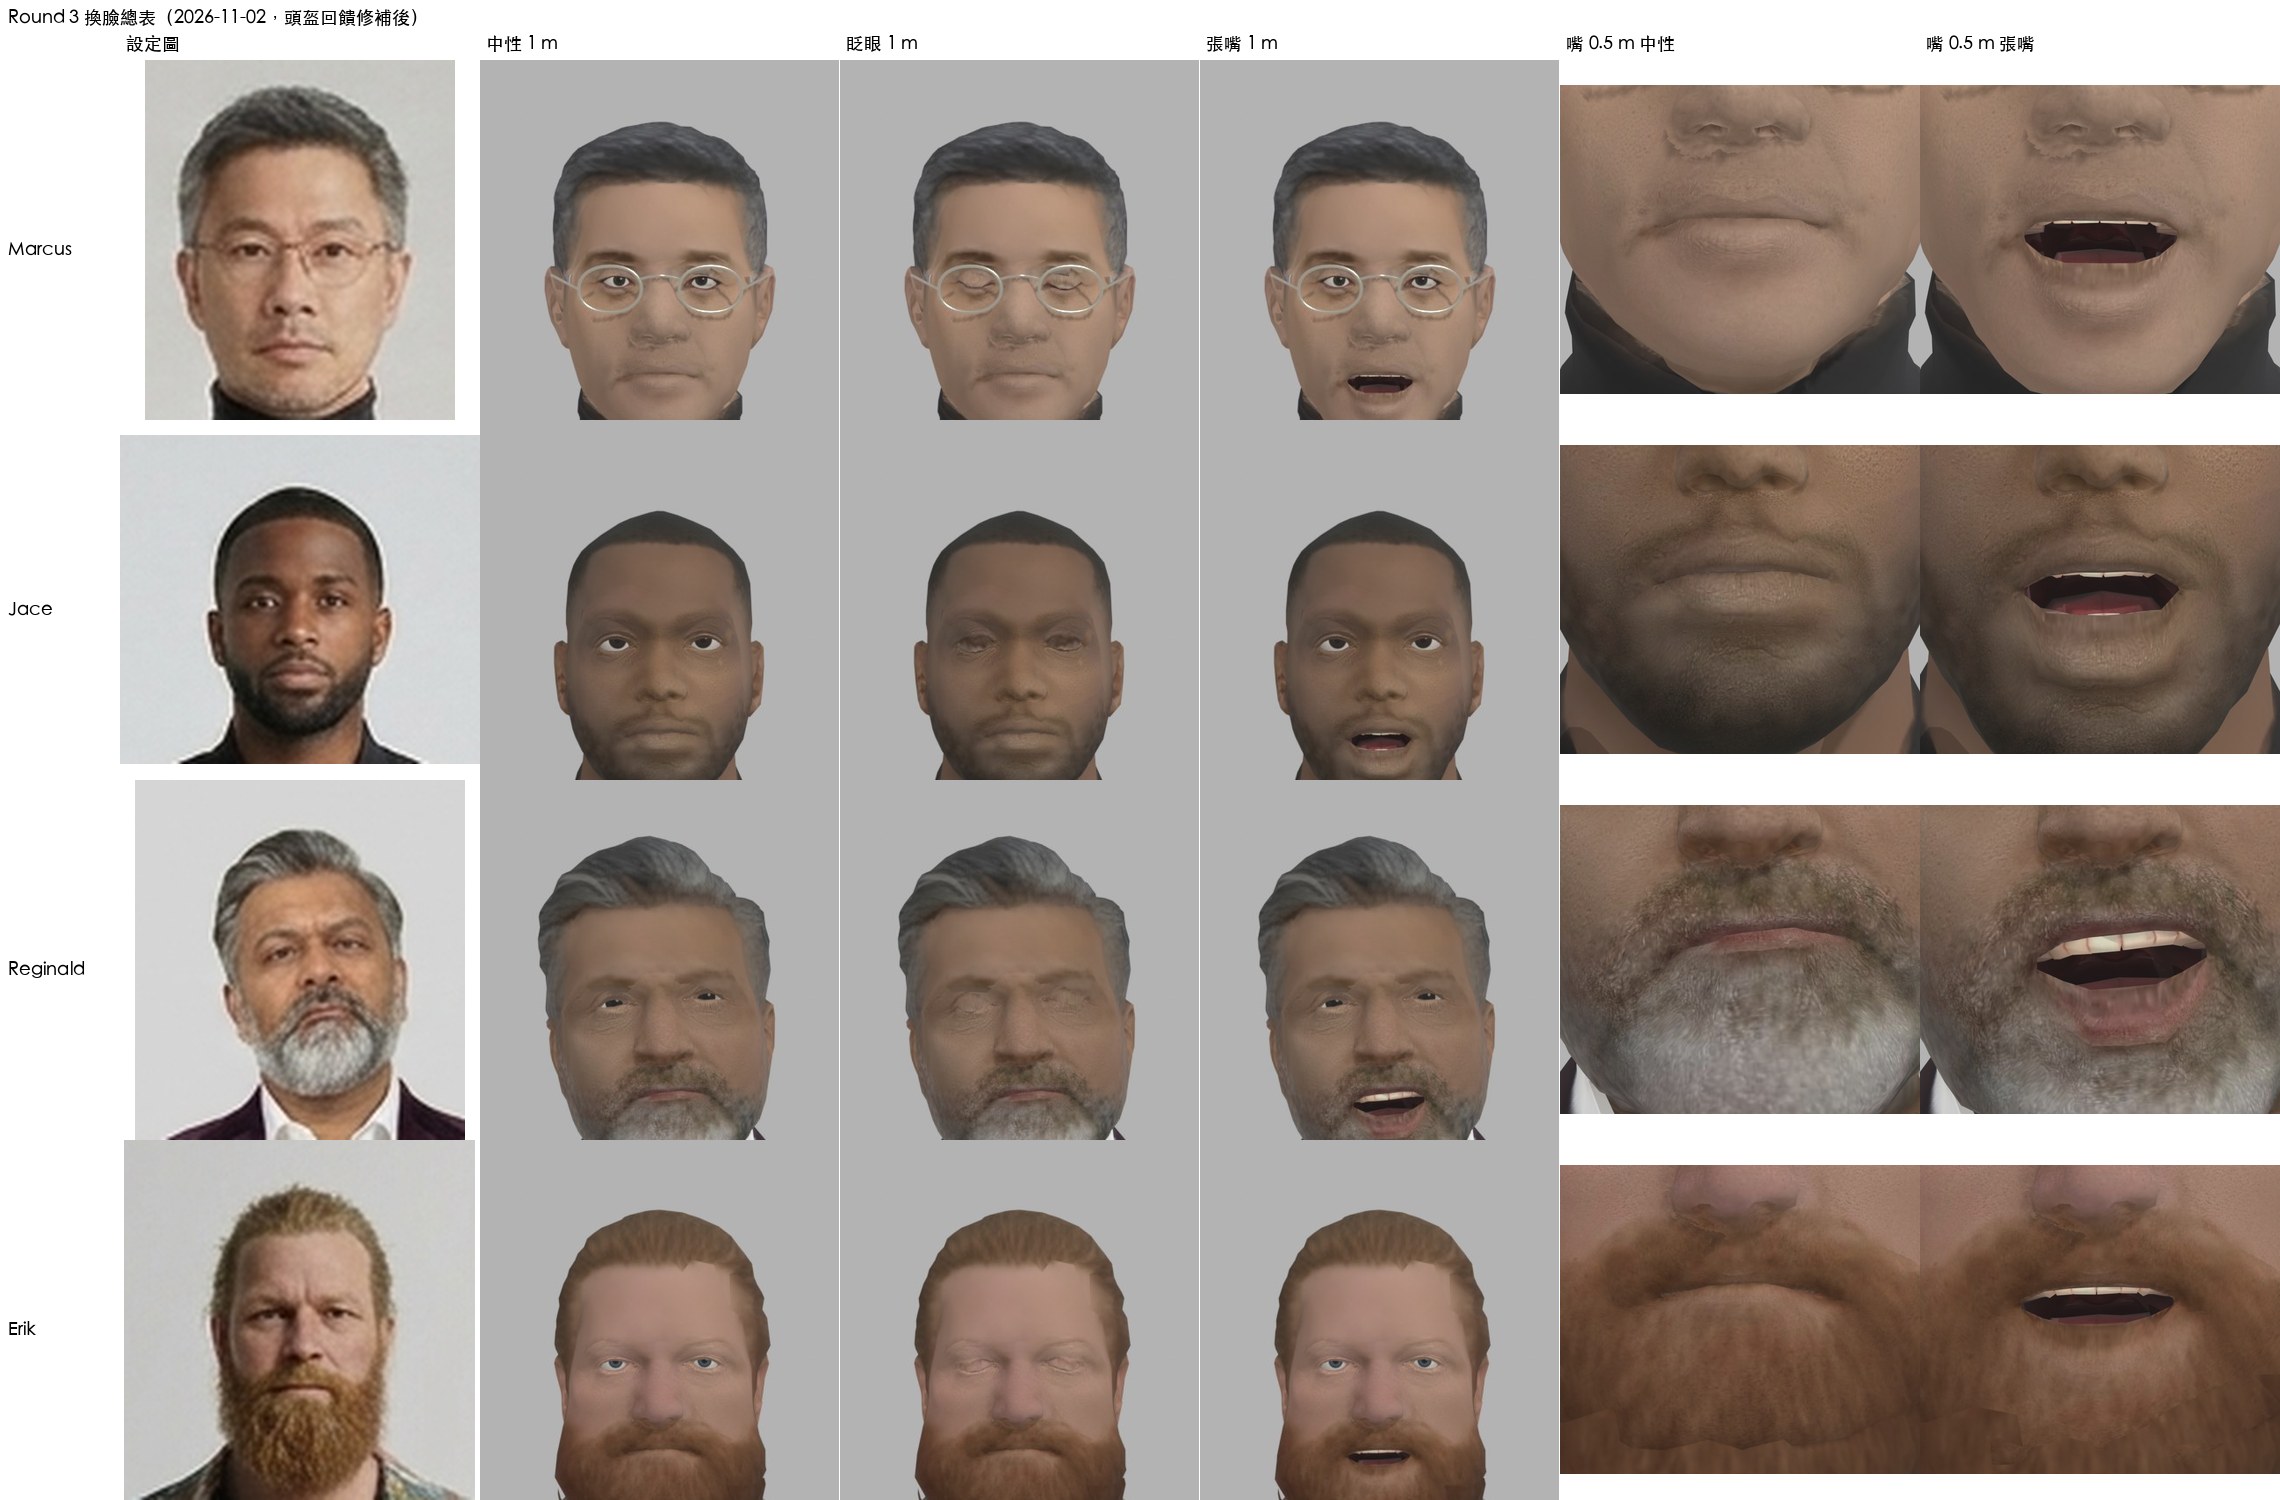 Round 3 換臉總表（2026-11-02，頭盔回饋修補後）
設定圖 中性 1 m 眨眼 1 m 張嘴 1 m 嘴 0.5 m 中性 嘴 0.5 m 張嘴
Marcus
Jace
Reginald
Erik